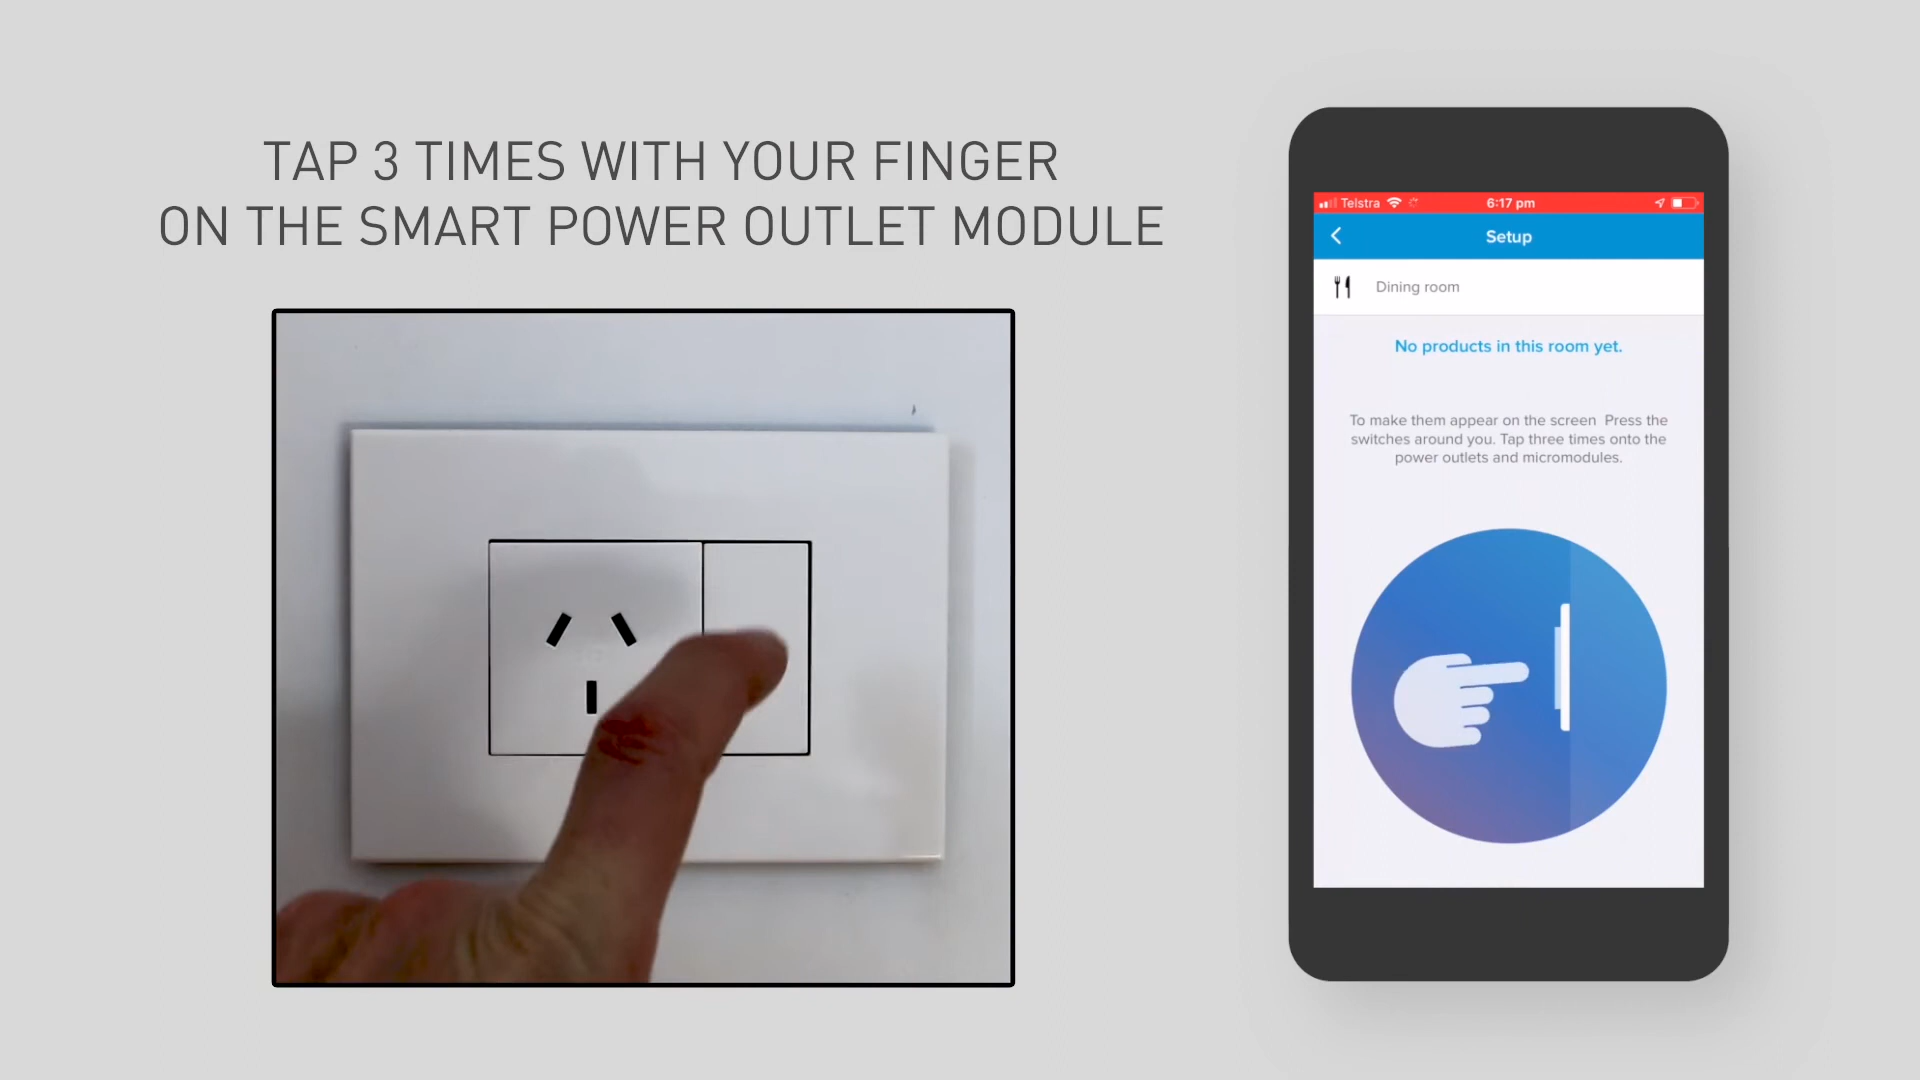 TAP 3 TIMES WITH YOUR FINGER
ON THE SMART POWER OUTLET MODULE
Telstra
6:17 pm
Setup
Dining room
No products in this room yet.
To make them appear on the screen Press the
switches around you. Tap three times onto the
power outlets and micromodules.